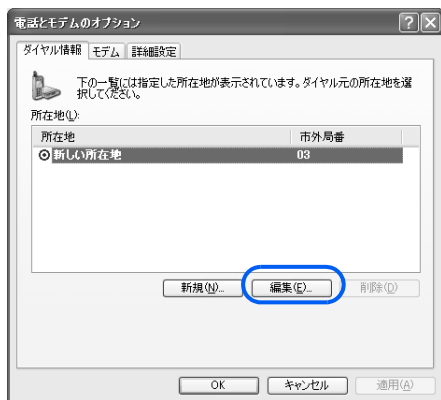 電話とモデムのオプション
ダイヤル情報 モデム 詳細設定
下の一覧には指定した所在地が表示されています。ダイヤル元の所在地を選
択してください。
所在地(L):
所在地 市外局番
新しい所在地 03
新規(N)... 編集(E)... 削除(D)
OK キャンセル 適用(A)